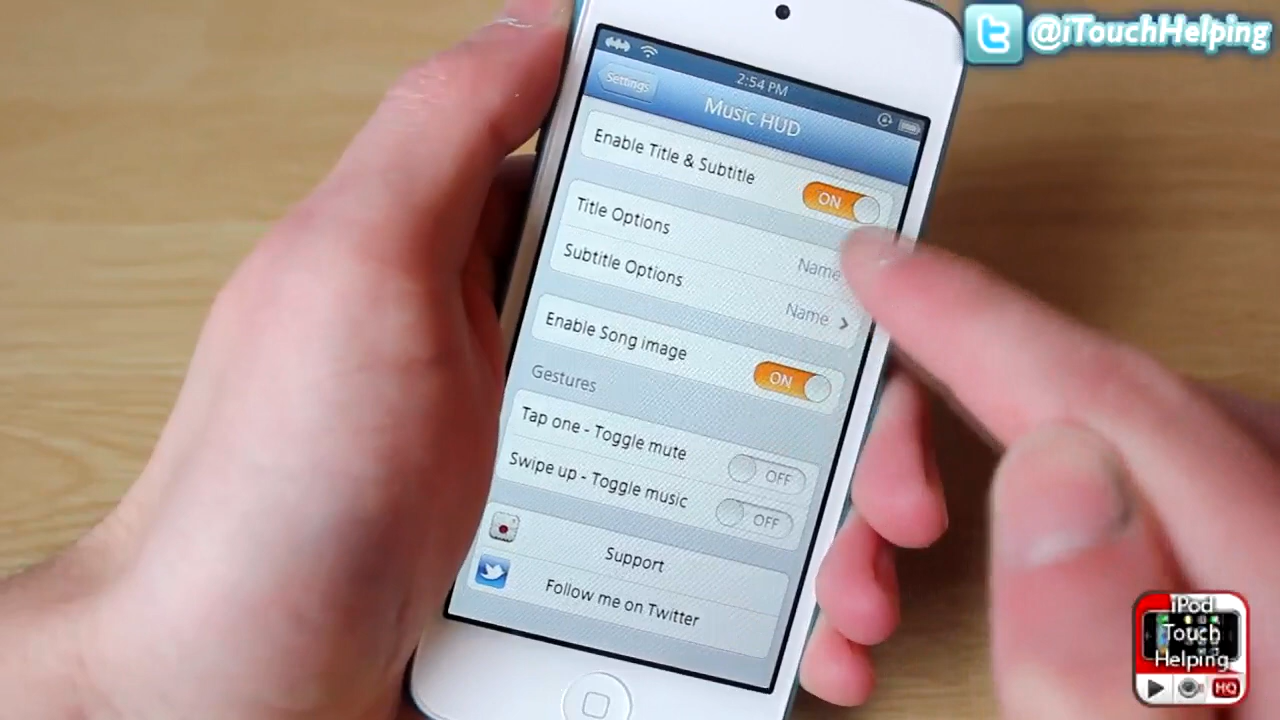 @iTouchHelping
2:54 PM
Settings
Music HUD
Enable Title & Subtitle
ON
Title Options
Name
Subtitle Options
Name
Enable Song image
ON
Gestures
Tap one - Toggle mute
OFF
Swipe up - Toggle music
OFF
Support
Follow me on Twitter
iPod
Touch
Helping
HQ